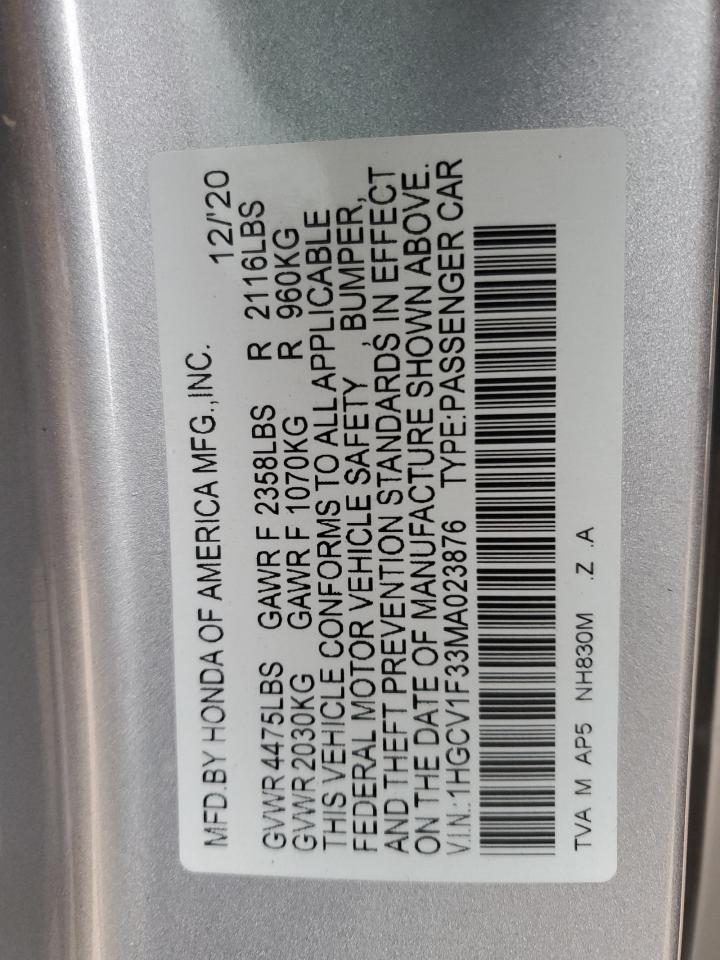 MFD.BY HONDA OF AMERICA MFG.,INC. 12/'20
GVWR 4475LBS GAWR F 2358LBS R 2116LBS
GVWR 2030KG GAWR F 1070KG R 960KG
THIS VEHICLE CONFORMS TO ALL APPLICABLE
FEDERAL MOTOR VEHICLE SAFETY , BUMPER,
AND THEFT PREVENTION STANDARDS IN EFFECT
ON THE DATE OF MANUFACTURE SHOWN ABOVE.
V.I.N.:1HGCV1F33MA023876 TYPE:PASSENGER CAR
TVA M AP5 NH830M .Z .A